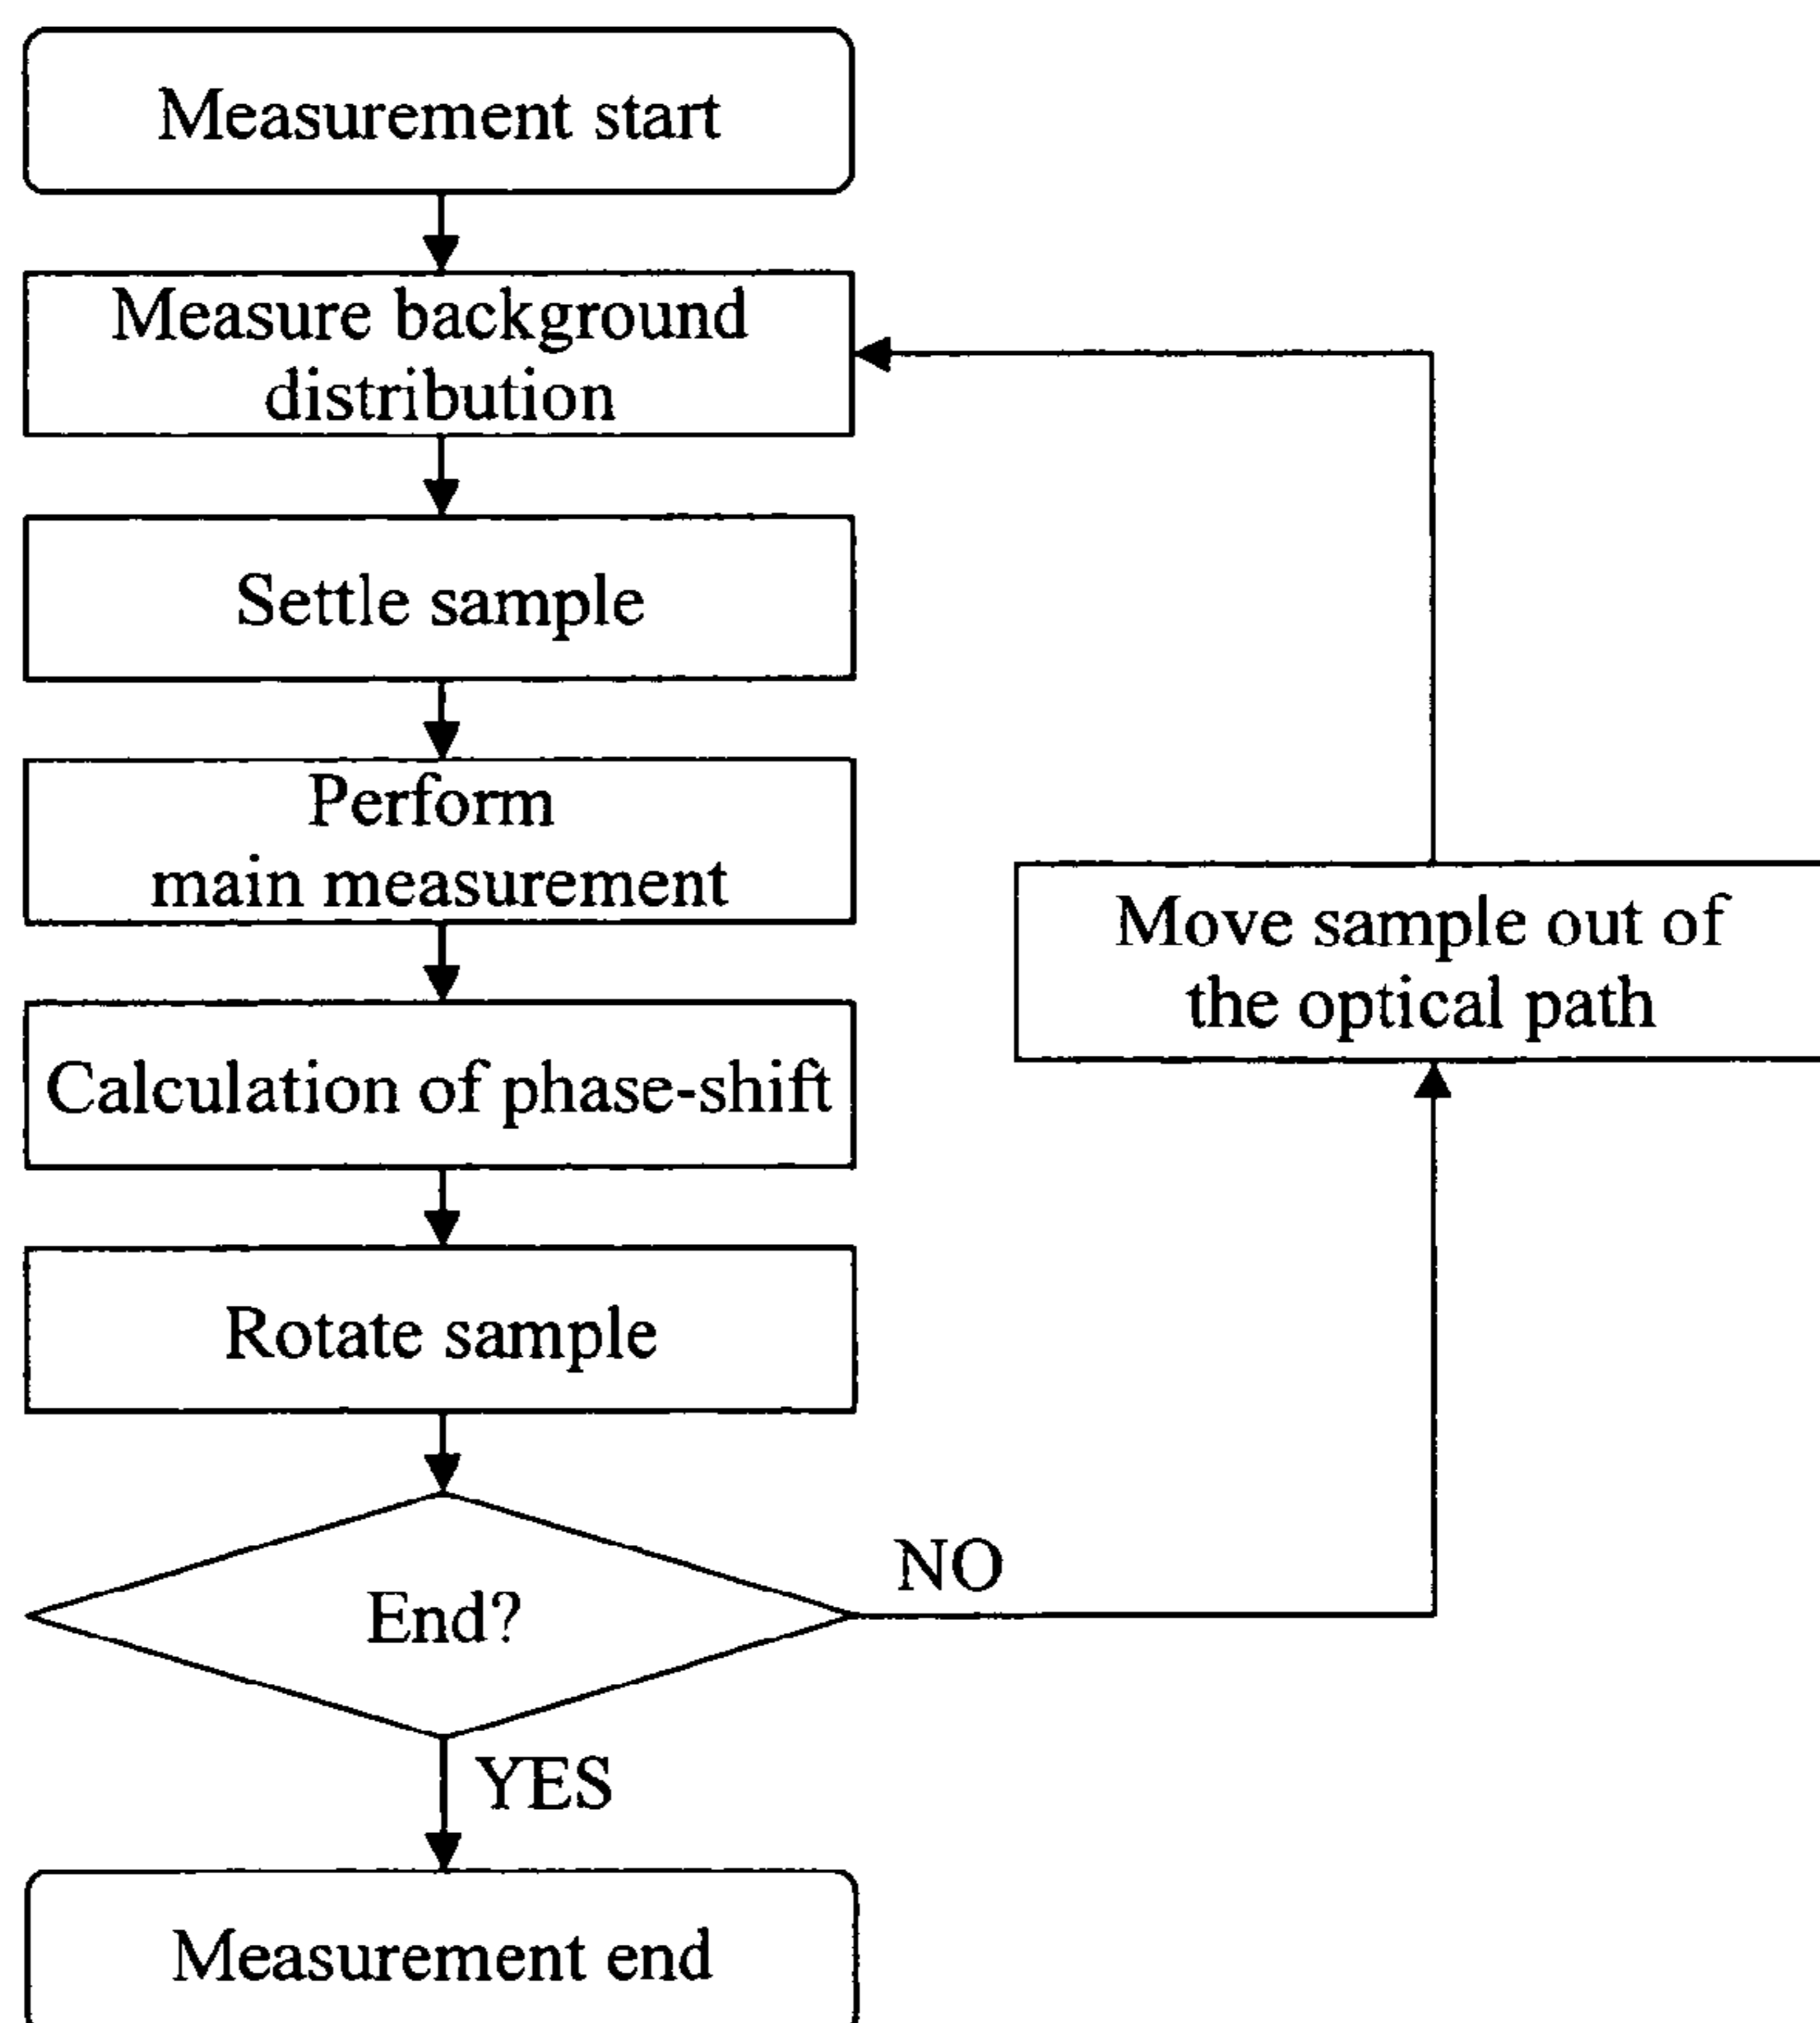 Measurement start
Measure background
distribution
Settle sample
Perform
main measurement
Move sample out of
the optical path
Calculation of phase-shift
Rotate sample
End?
NO
YES
Measurement end